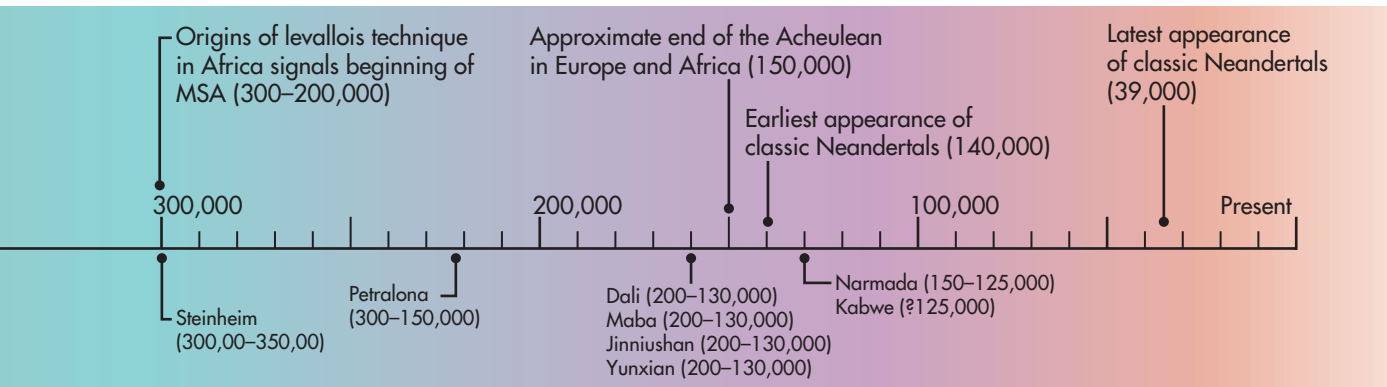 Origins of levallois technique
in Africa signals beginning of
MSA (300–200,000)
Approximate end of the Acheulean
in Europe and Africa (150,000)
Earliest appearance of
classic Neandertals (140,000)
Latest appearance
of classic Neandertals
(39,000)
300,000
200,000
100,000
Present
Steinheim
(300,00–350,00)
Petralona
(300–150,000)
Dali (200–130,000)
Maba (200–130,000)
Jinniushan (200–130,000)
Yunxian (200–130,000)
Narmada (150–125,000)
Kabwe (?125,000)